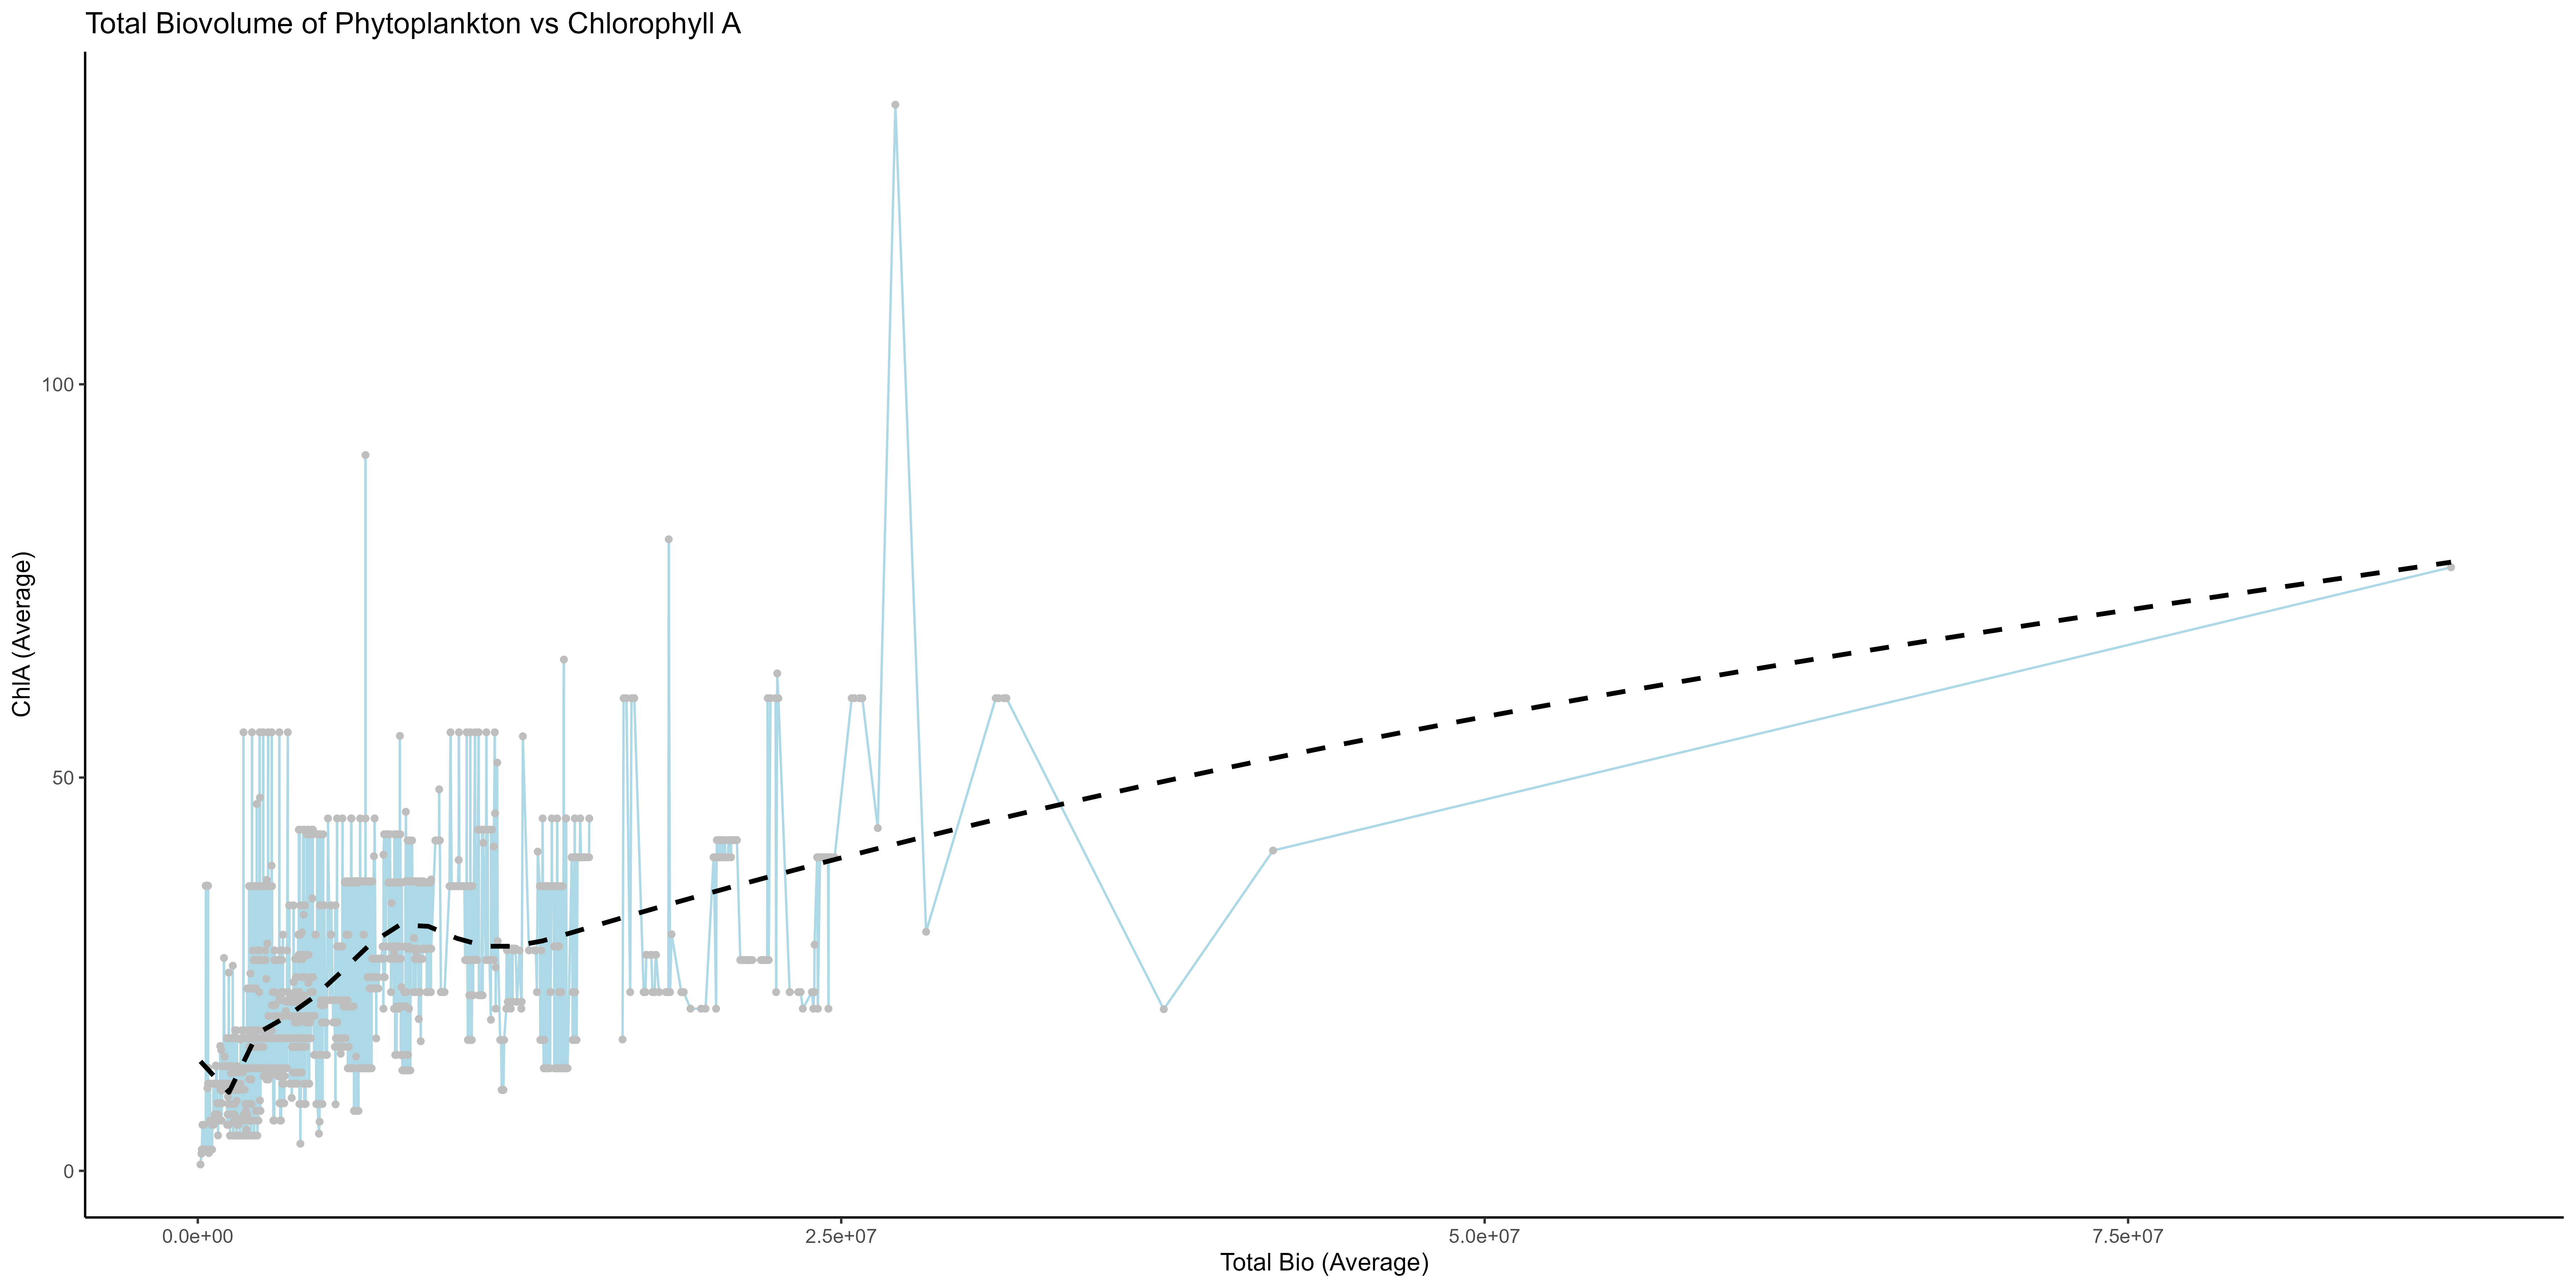 Total Biovolume of Phytoplankton vs Chlorophyll A
ChlA (Average)
100
50
0
0.0e+00
2.5e+07
5.0e+07
7.5e+07
Total Bio (Average)